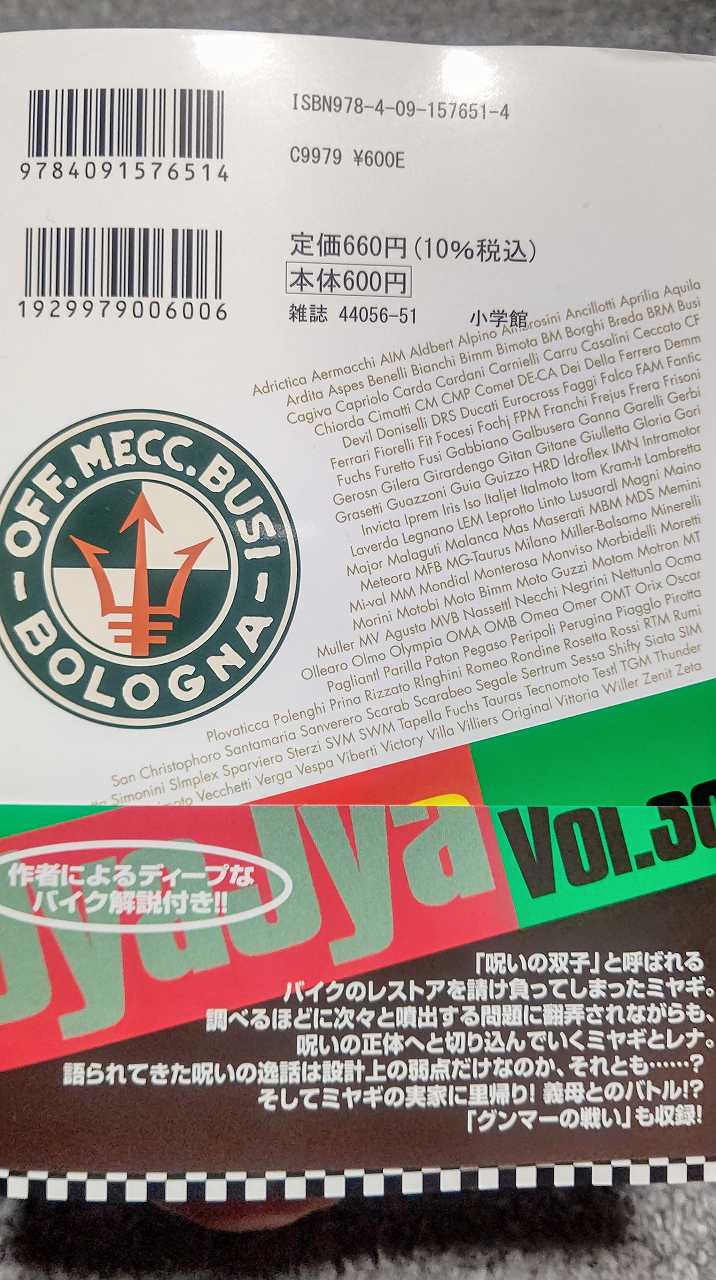 ISBN978-4-09-157651-4
9784091576514
C9979 ¥600E
定価660円(10%税込)
本体600円
1929979006006
雑誌 44056-51 小学館
Adrictica Aermacchi AIM Aldbert Alpino Ambrosini Ancillotti Aprilia Aquila
Ardita Aspes Benelli Bianchi Bimm Bimota BM Borghi Breda BRM Busi
Cagiva Capriolo Carda Cardani Carnielli Carru Casalini Ceccato CF
Chiorda Cimatti CM CMP Comet DE-CA Dei Della Ferrera Demm
Devil Doniselli DRS Ducati Eurocross Faggi Falco FAM Fantic
Ferrari Fiorelli Fit Focesi Fochj FPM Franchi Frejus Frera Frisoni
Fuchs Furetto Fusi Gabbiano Galbusera Ganna Garelli Gerbi
Gerosn Gilera Girardengo Gitan Gitane Giulletta Gloria Gori
Grasetti Guazzoni Guia Guizzo HRD Idroflex IMN Intramotor
Invicta Iprem Iris Iso Italjet Italmoto Itom Kram-It Lambretta
Laverda Legnano LEM Leprotto Linto Lusuardl Magni Maino
Major Malaguti Malanca Mas Maserati MBM MDS Memini
Meteora MFB MG-Taurus Milano Miller-Balsamo Minerelli
Mi-val MM Mondial Monterosa Monviso Morbidelli Moretti
Morini Motobi Moto Bimm Moto Guzzi Motom Motron MT
Muller MV Agusta MVB Nassettl Necchi Negrini Nettunla Ocma
Ollearo Olmo Olympia OMA OMB Omea Omer OMT Orix Oscar
Pagliantl Parilla Paton Pegaso Peripoli Perugina Piagglo Pirotta
Plovaticca Polenghi Prina Rizzato RInghini Romeo Rondine Rosetta Rossi RTM Rumi
San Christophoro Santamaria Sanverero Scarab Scarabeo Segale Sertrum Sessa Shifty Siata SIM
Simonini SImplex Sparviero Sterzi SVM SWM Tapella Fuchs Tauras Tecnomoto Testl TGM Thunder
Vecchetti Verga Vespa Viberti Victory Villa Villiers Original Vittoria Willer Zenit Zeta
OFF. MECC. BUSI
BOLOGNA
Vol.30
作者によるディープな
バイク解説付き!!
「呪いの双子」と呼ばれる
バイクのレストアを請け負ってしまったミヤギ。
調べるほどに次々と噴出する問題に翻弄されながらも、
呪いの正体へと切り込んでいくミヤギとレナ。
語られてきた呪いの逸話は設計上の弱点だけなのか、それとも……?
そしてミヤギの実家に里帰り! 義母とのバトル!?
「グンマーの戦い」も収録!